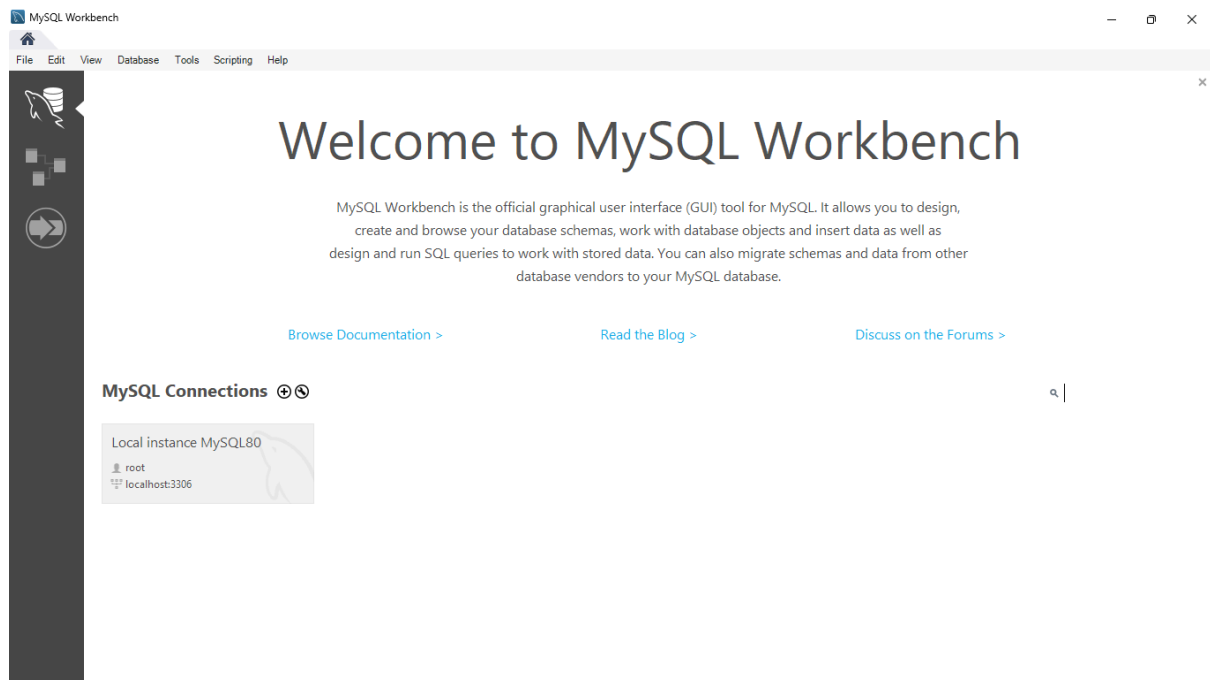 MySQL Workbench
File Edit View Database Tools Scripting Help
Welcome to MySQL Workbench
MySQL Workbench is the official graphical user interface (GUI) tool for MySQL. It allows you to design,
create and browse your database schemas, work with database objects and insert data as well as
design and run SQL queries to work with stored data. You can also migrate schemas and data from other
database vendors to your MySQL database.
Browse Documentation > Read the Blog > Discuss on the Forums >
MySQL Connections
Local instance MySQL80
root
localhost:3306